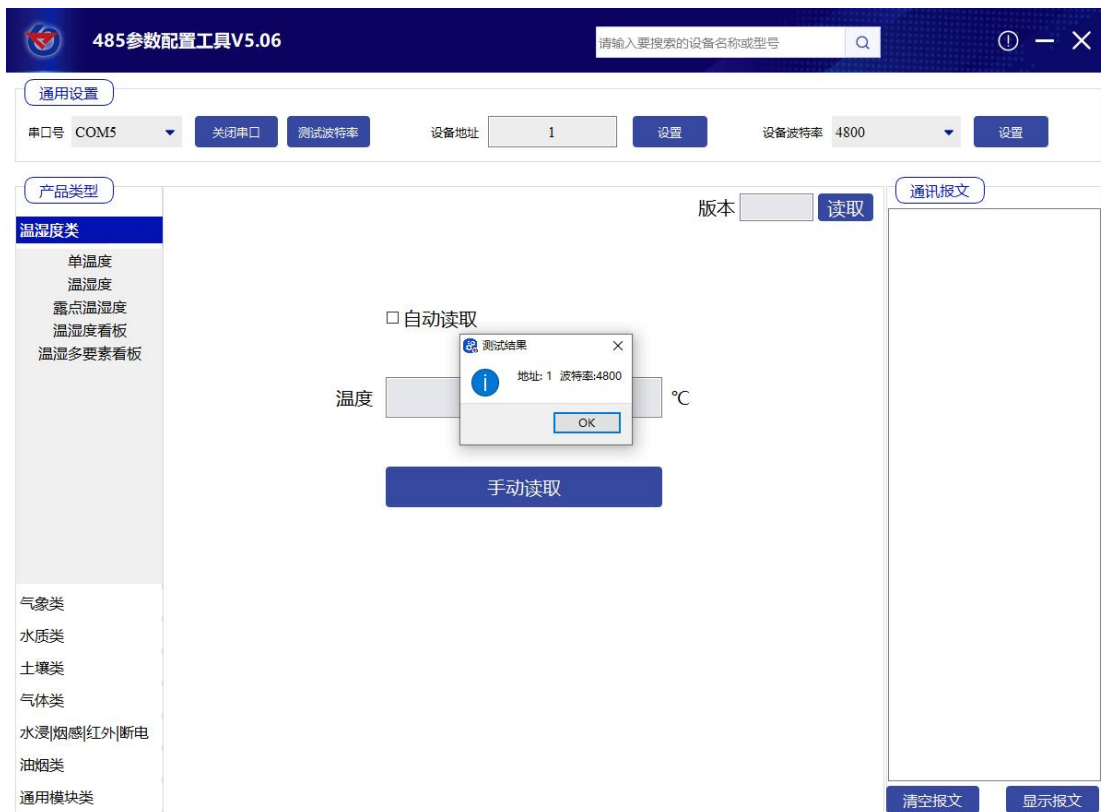 485参数配置工具V5.06
请输入要搜索的设备名称或型号
通用设置
串口号 COM5 关闭串口 测试波特率 设备地址 1 设置 设备波特率 4800 设置
产品类型
通讯报文
版本 读取
温湿度类
单温度
温湿度
露点温湿度
温湿度看板
温湿多要素看板
自动读取
测试结果
地址: 1 波特率:4800
OK
温度 ℃
手动读取
气象类
水质类
土壤类
气体类
水浸|烟感|红外|断电
油烟类
通用模块类
清空报文 显示报文